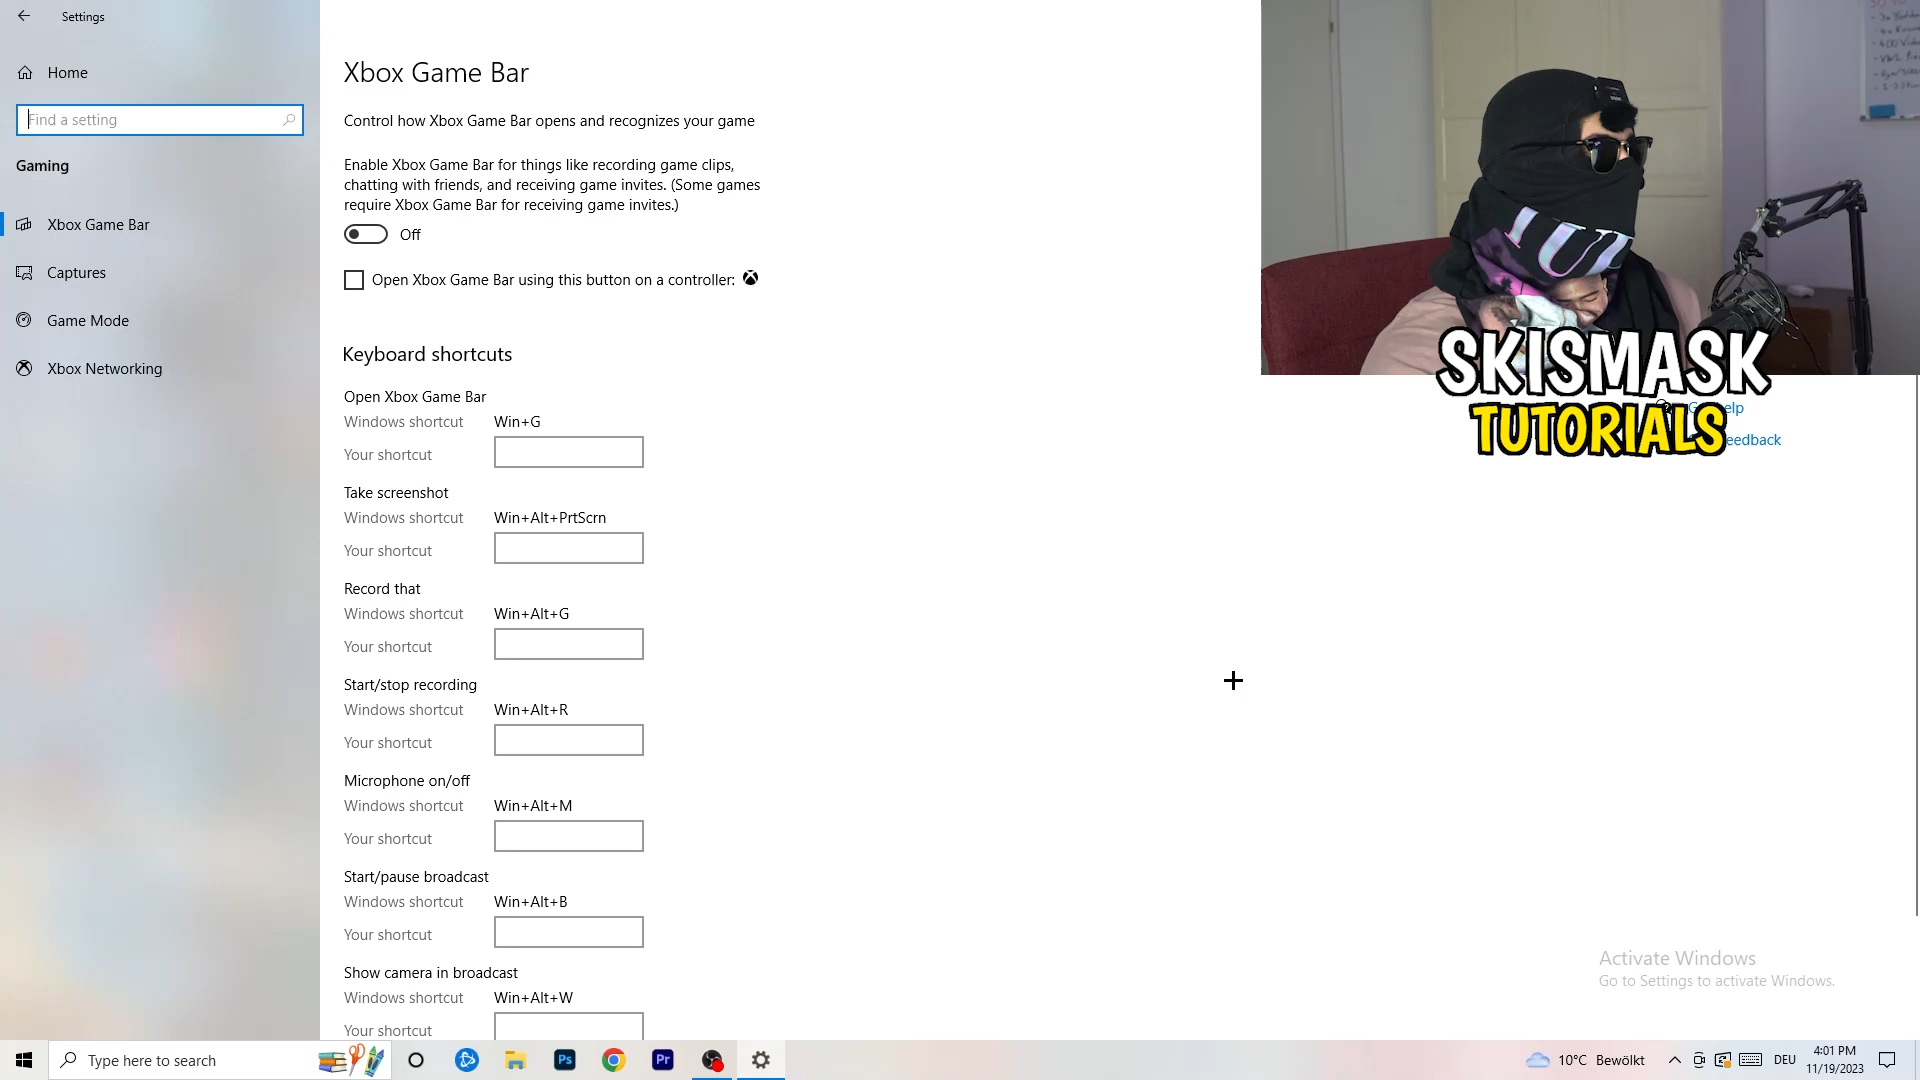 Settings
Home
Find a setting
Gaming
Xbox Game Bar
Captures
Game Mode
Xbox Networking
Xbox Game Bar
Control how Xbox Game Bar opens and recognizes your game
Enable Xbox Game Bar for things like recording game clips,
chatting with friends, and receiving game invites. (Some games
require Xbox Game Bar for receiving game invites.)
Off
Open Xbox Game Bar using this button on a controller:
Keyboard shortcuts
Open Xbox Game Bar
Windows shortcut Win+G
Your shortcut
Take screenshot
Windows shortcut Win+Alt+PrtScrn
Your shortcut
Record that
Windows shortcut Win+Alt+G
Your shortcut
Start/stop recording
Windows shortcut Win+Alt+R
Your shortcut
Microphone on/off
Windows shortcut Win+Alt+M
Your shortcut
Start/pause broadcast
Windows shortcut Win+Alt+B
Your shortcut
Show camera in broadcast
Windows shortcut Win+Alt+W
Your shortcut
SKISMASK
TUTORIALS
Activate Windows
Go to Settings to activate Windows.
Type here to search
Ps
Pr
10°C Bewölkt
DEU
4:01 PM
11/19/2023